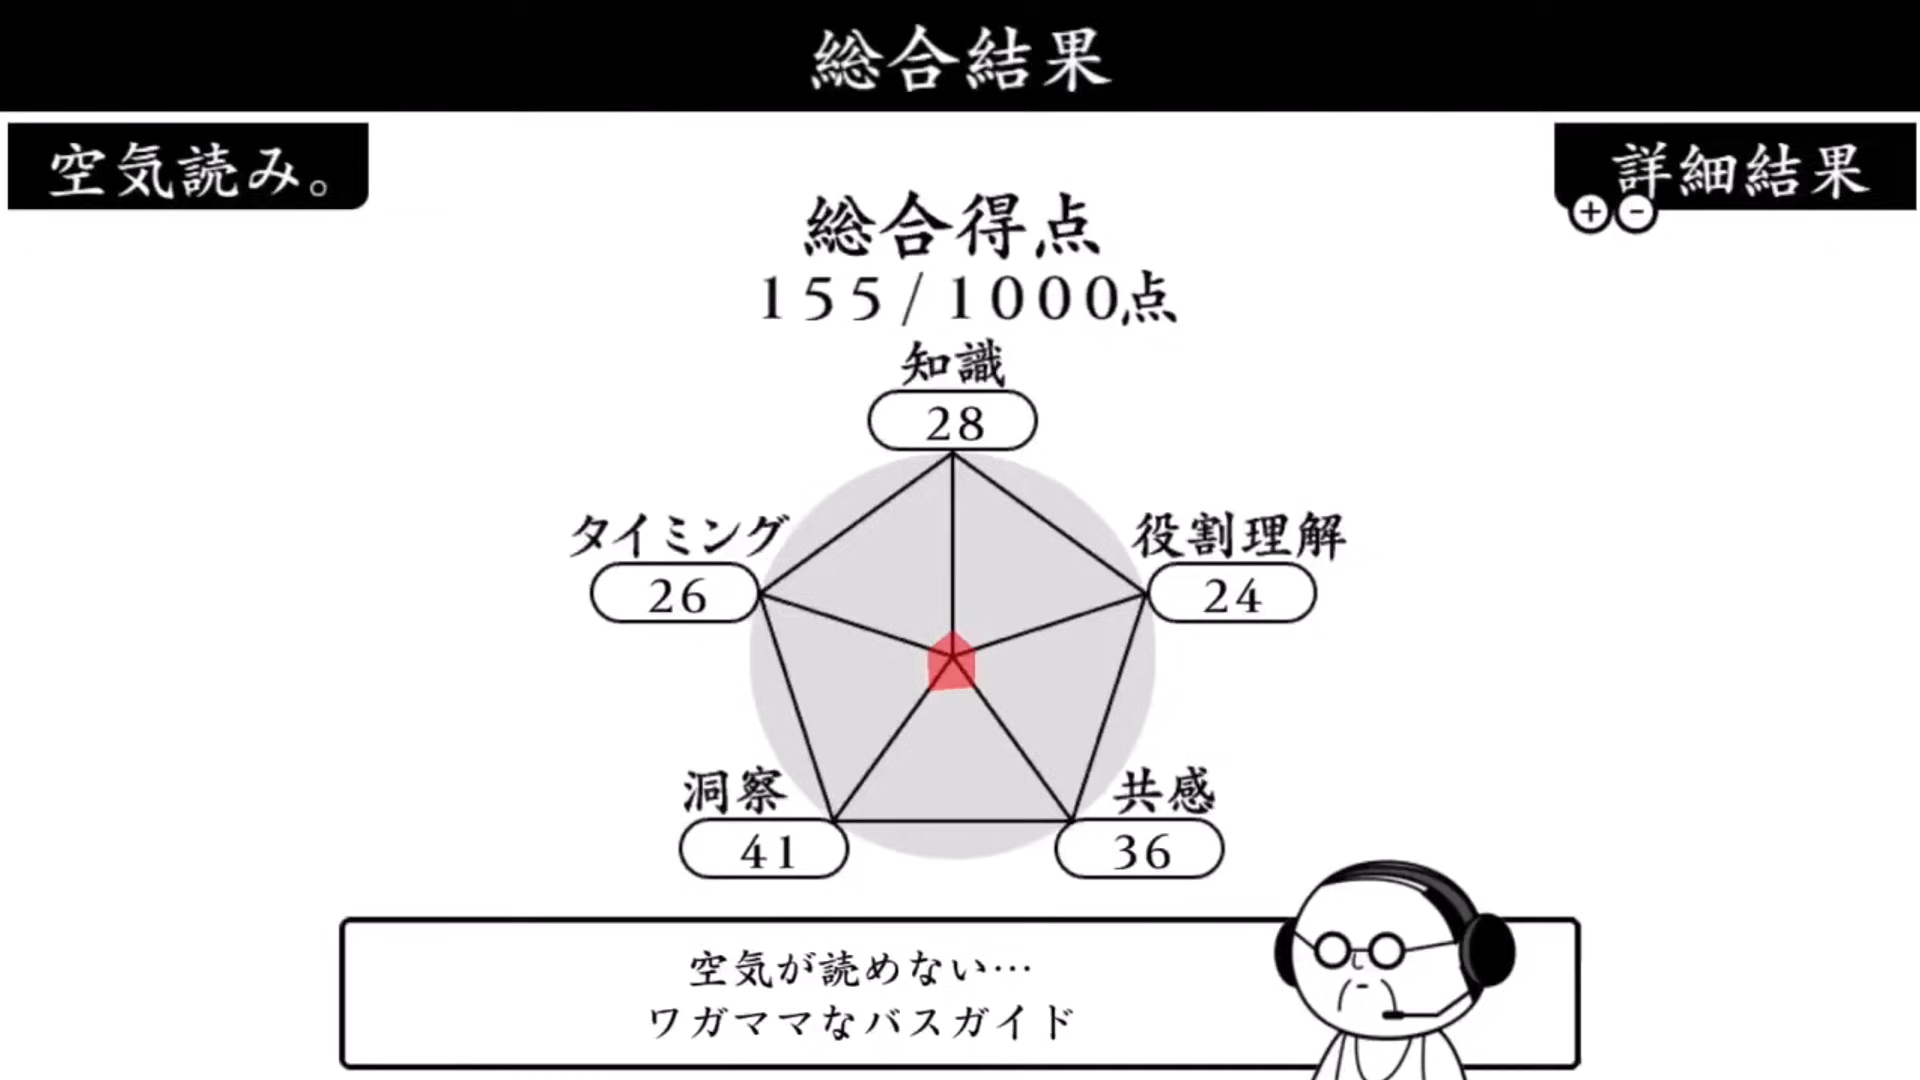 総合結果
空気読み。
詳細結果
+ -
総合得点
155/1000点
知識
28
タイミング
26
役割理解
24
洞察
41
共感
36
空気が読めない…
ワガママなバスガイド